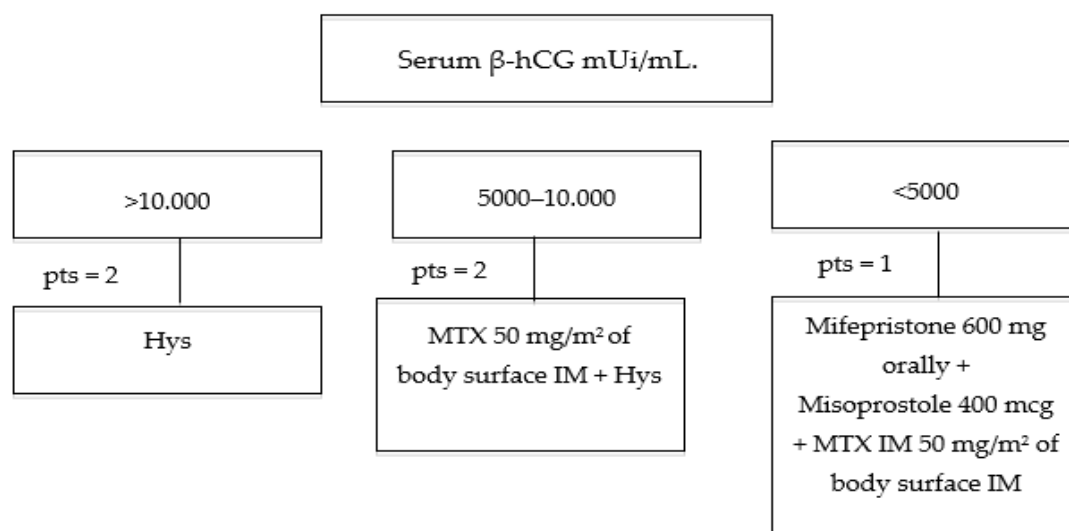 Serum β-hCG mUi/mL.
>10.000
5000–10.000
<5000
pts = 2
pts = 2
pts = 1
Hys
MTX 50 mg/m² of
body surface IM + Hys
Mifepristone 600 mg
orally +
Misoprostole 400 mcg
+ MTX IM 50 mg/m² of
body surface IM